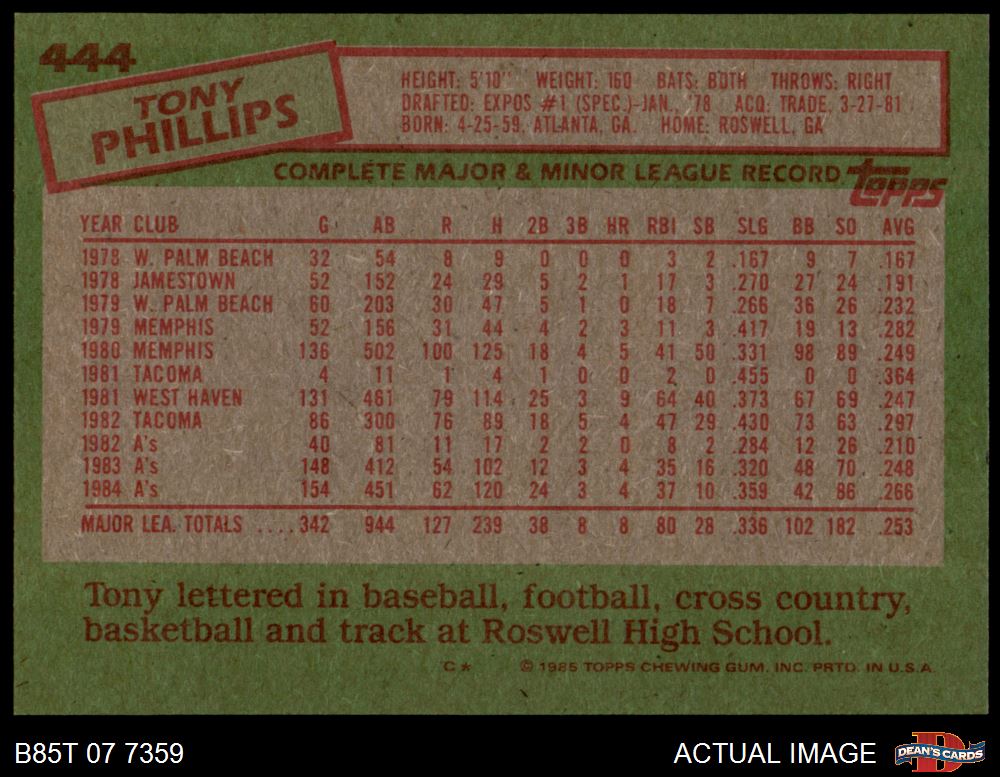 444
TONY
PHILLIPS
HEIGHT: 5'10" WEIGHT: 160 BATS: BOTH THROWS: RIGHT
DRAFTED: EXPOS #1 (SPEC.)-JAN., '78 ACQ: TRADE, 3-27-81
BORN: 4-25-59, ATLANTA, GA. HOME: ROSWELL, GA
COMPLETE MAJOR & MINOR LEAGUE RECORD topps
YEAR CLUB G AB R H 2B 3B HR RBI SB SLG BB SO AVG
1978 W. PALM BEACH 32 54 8 9 0 0 0 3 2 .167 9 7 .167
1978 JAMESTOWN 52 152 24 29 5 2 1 17 3 .270 27 24 .191
1979 W. PALM BEACH 60 203 30 47 5 1 0 18 7 .266 36 26 .232
1979 MEMPHIS 52 156 31 44 4 2 3 11 3 .417 19 13 .282
1980 MEMPHIS 136 502 100 125 18 4 5 41 50 .331 98 89 .249
1981 TACOMA 4 11 1 4 1 0 0 2 0 .455 0 0 .364
1981 WEST HAVEN 131 461 79 114 25 3 9 64 40 .373 67 69 .247
1982 TACOMA 86 300 76 89 18 5 4 47 29 .430 73 63 .297
1982 A's 40 81 11 17 2 2 0 8 2 .284 12 26 .210
1983 A's 148 412 54 102 12 3 4 35 16 .320 48 70 .248
1984 A's 154 451 62 120 24 3 4 37 10 .359 42 86 .266
MAJOR LEA. TOTALS .... 342 944 127 239 38 8 8 80 28 .336 102 182 .253
Tony lettered in baseball, football, cross country,
basketball and track at Roswell High School.
C* © 1985 TOPPS CHEWING GUM, INC. PRTD. IN U.S.A.
B85T 07 7359 ACTUAL IMAGE DEAN'S CARDS